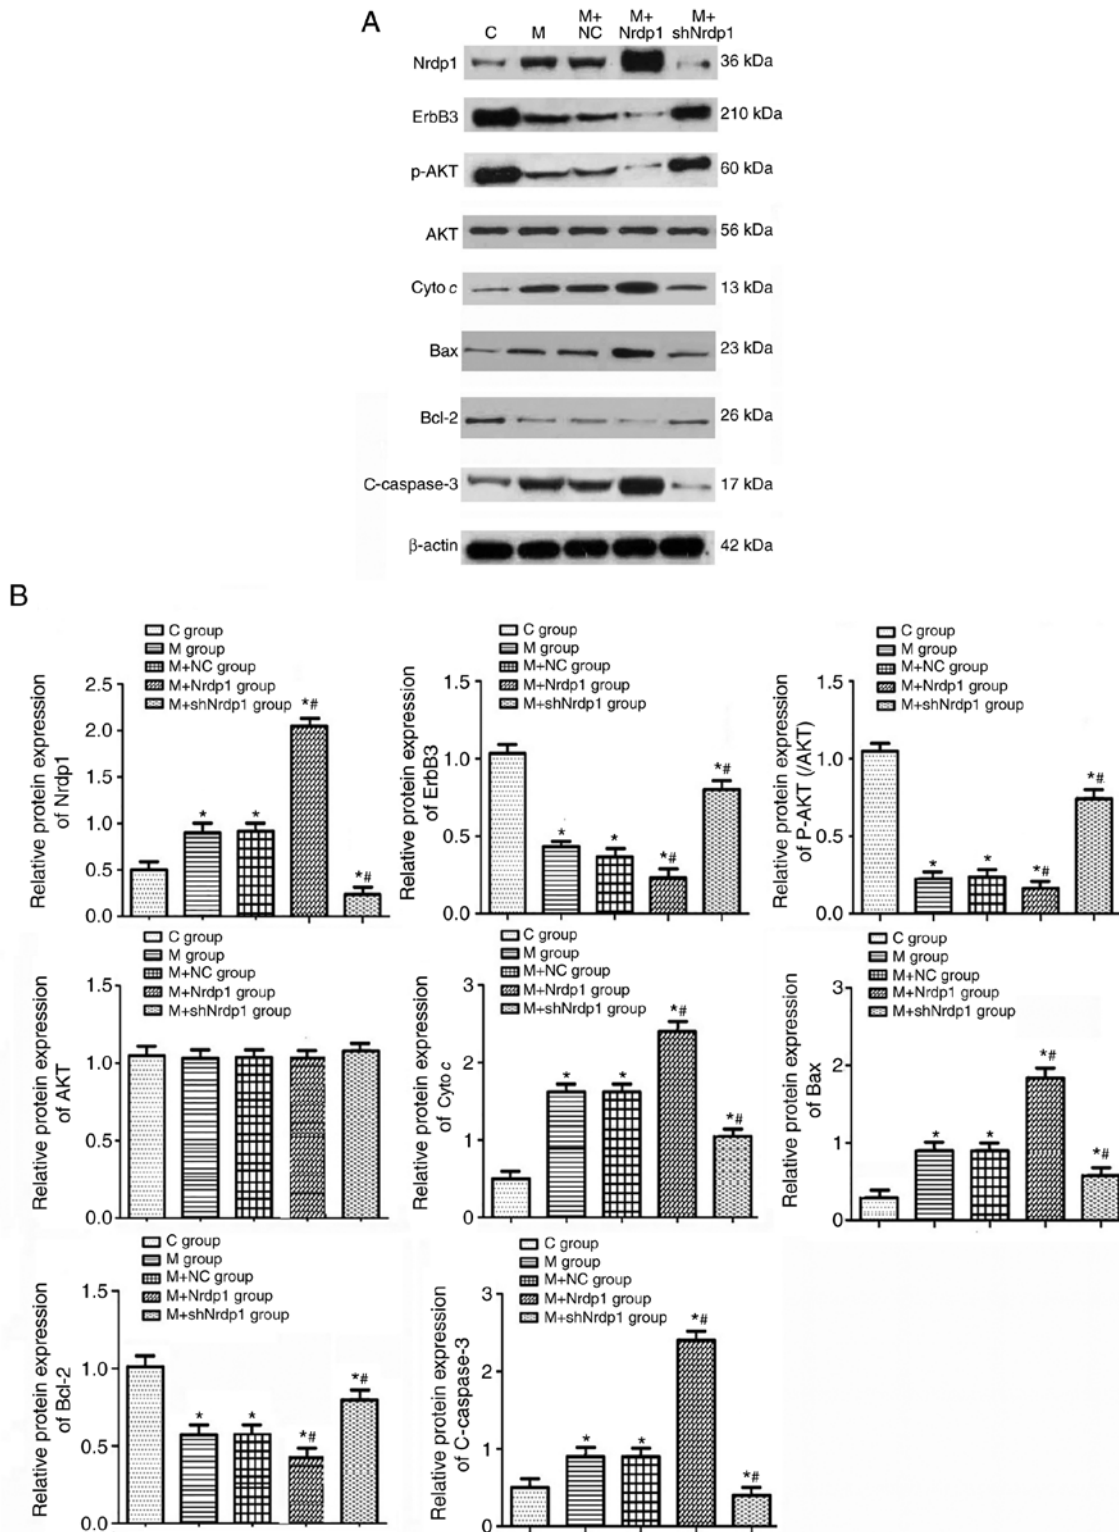 A
C M M+ NC M+ Nrdp1 M+ shNrdp1
Nrdp1 36 kDa
ErbB3 210 kDa
p-AKT 60 kDa
AKT 56 kDa
Cyto c 13 kDa
Bax 23 kDa
Bcl-2 26 kDa
C-caspase-3 17 kDa
β-actin 42 kDa
B
C group
M group
M+NC group
M+Nrdp1 group
M+shNrdp1 group
Relative protein expression
of Nrdp1
2.5
2.0
1.5
1.0
0.5
0.0
* * *# *#
C group
M group
M+NC group
M+Nrdp1 group
M+shNrdp1 group
Relative protein expression
of ErbB3
1.5
1.0
0.5
0.0
* * *# *#
C group
M group
M+NC group
M+Nrdp1 group
M+shNrdp1 group
Relative protein expression
of P-AKT (/AKT)
1.5
1.0
0.5
0.0
* * *# *#
C group
M group
M+NC group
M+Nrdp1 group
M+shNrdp1 group
Relative protein expression
of AKT
1.5
1.0
0.5
0.0
C group
M group
M+NC group
M+Nrdp1 group
M+shNrdp1 group
Relative protein expression
of Cyto c
3
2
1
0
* * *# *#
C group
M group
M+NC group
M+Nrdp1 group
M+shNrdp1 group
Relative protein expression
of Bax
3
2
1
0
* * *# *#
C group
M group
M+NC group
M+Nrdp1 group
M+shNrdp1 group
Relative protein expression
of Bcl-2
1.5
1.0
0.5
0.0
* * *# *#
C group
M group
M+NC group
M+Nrdp1 group
M+shNrdp1 group
Relative protein expression
of C-caspase-3
3
2
1
0
* * *# *#